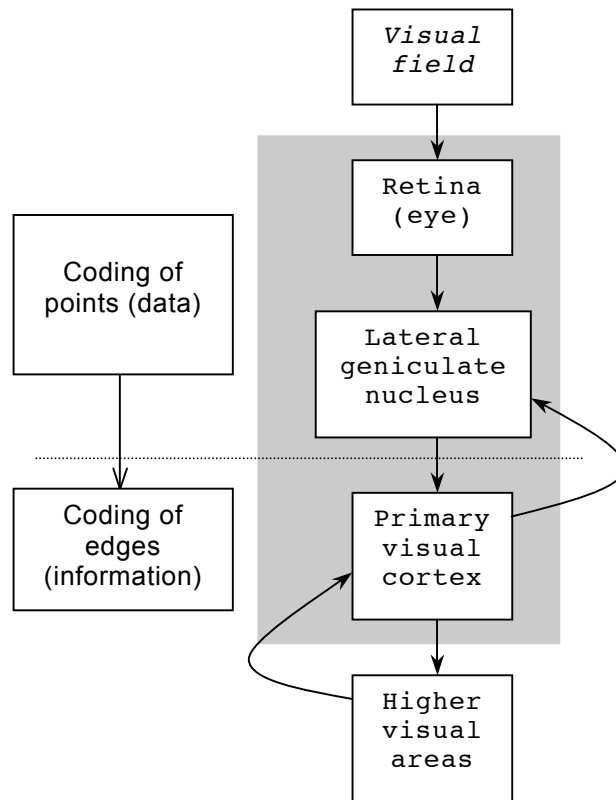 Visual
field
Retina
(eye)
Coding of
points (data)
Lateral
geniculate
nucleus
Coding of
edges
(information)
Primary
visual
cortex
Higher
visual
areas